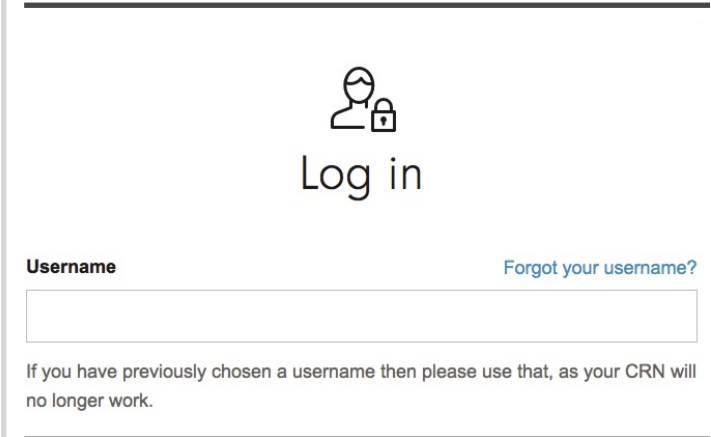 Log in
Username
Forgot your username?
If you have previously chosen a username then please use that, as your CRN will
no longer work.